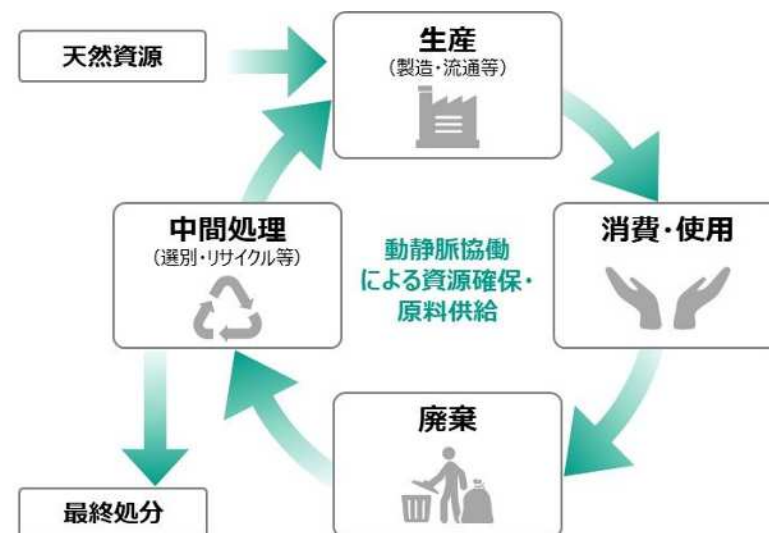 天然資源
生産
（製造・流通等）
中間処理
（選別・リサイクル等）
動静脈協働
による資源確保・
原料供給
消費・使用
廃棄
最終処分